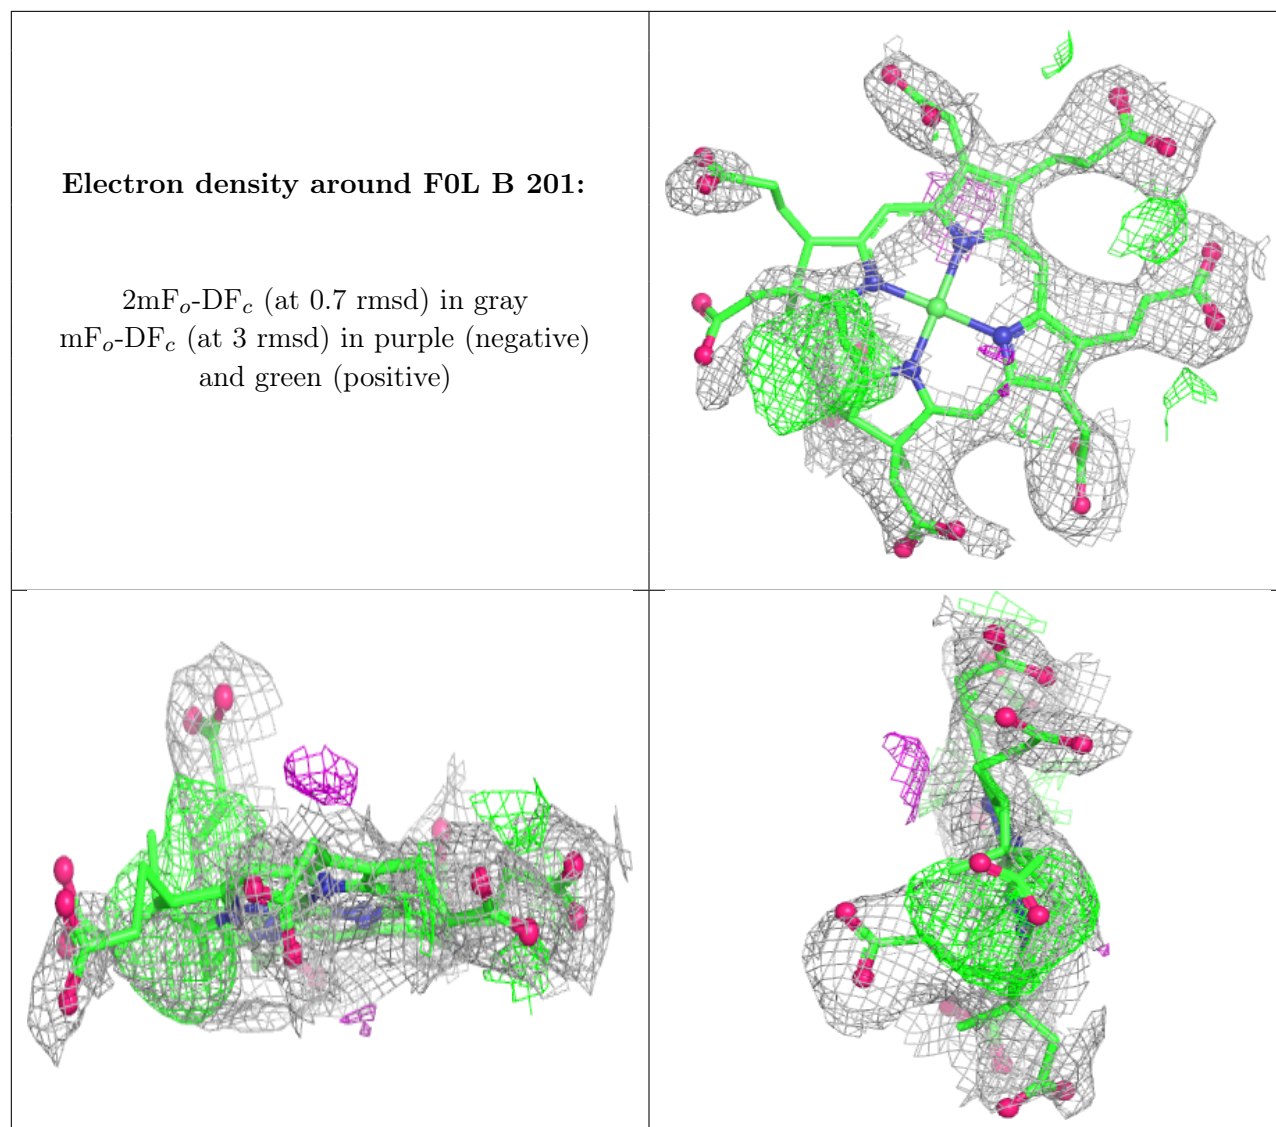 Electron density around F0L B 201:
2mFₒ-DF𝒸 (at 0.7 rmsd) in gray
mFₒ-DF𝒸 (at 3 rmsd) in purple (negative)
and green (positive)